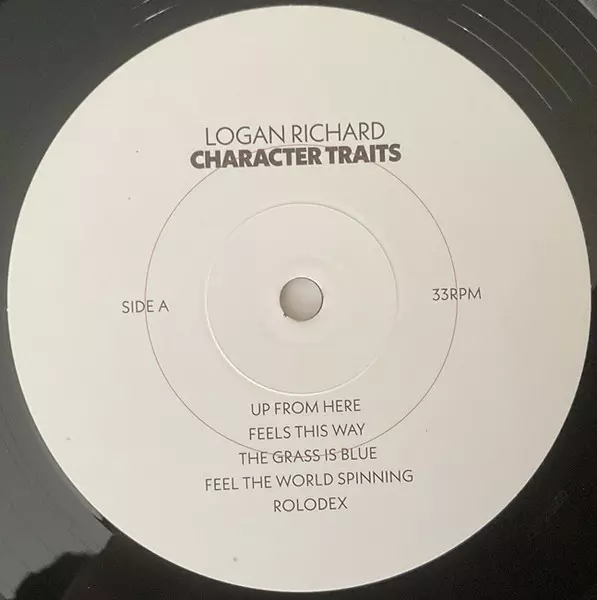 LOGAN RICHARD
CHARACTER TRAITS
SIDE A
33RPM
UP FROM HERE
FEELS THIS WAY
THE GRASS IS BLUE
FEEL THE WORLD SPINNING
ROLODEX